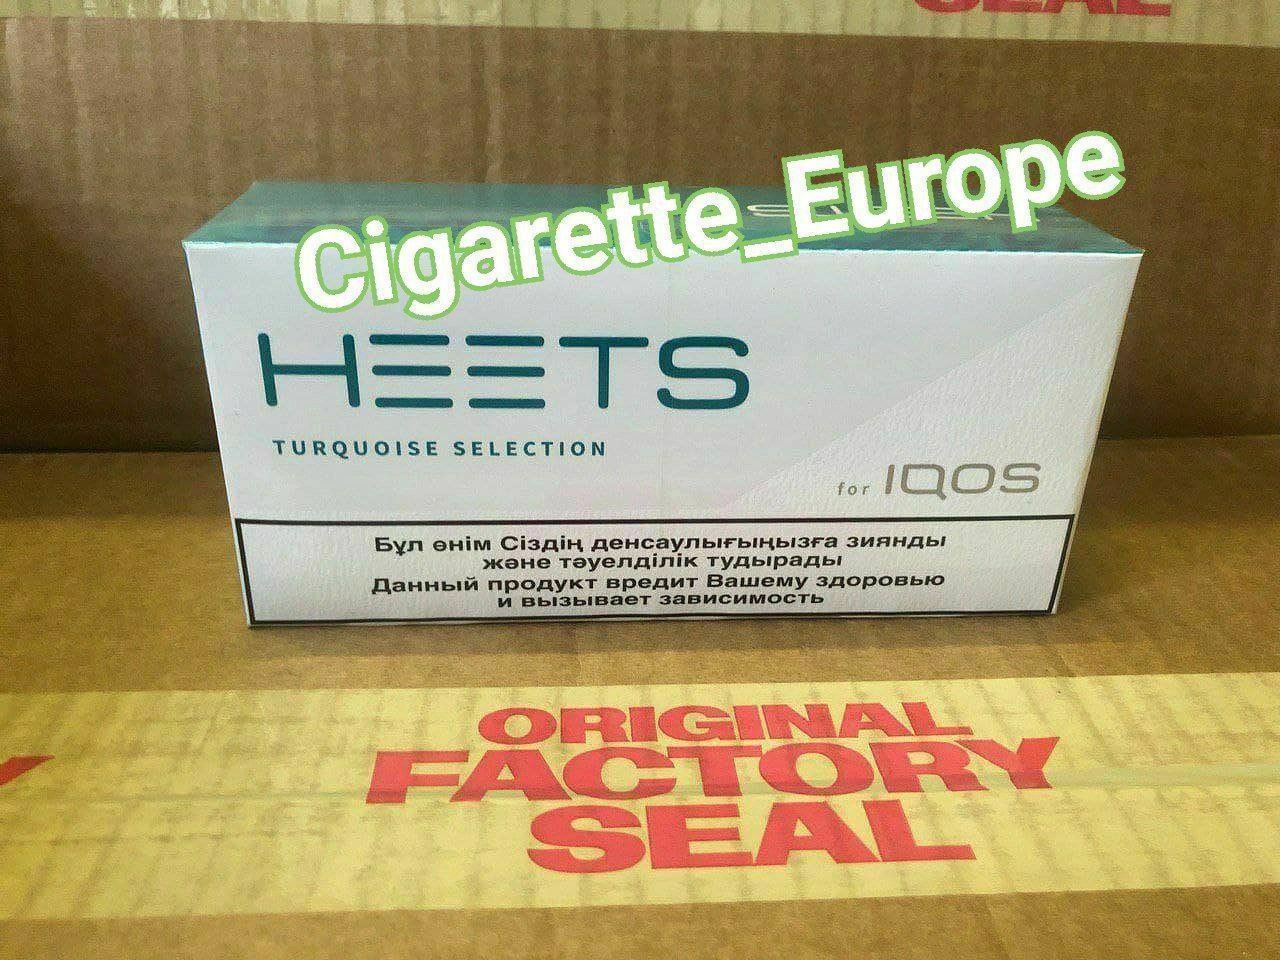 SEAL
Cigarette_Europe
HEETS
TURQUOISE SELECTION
for IQOS
Бұл өнім Сіздің денсаулығыңызға зиянды
және тәуелділік тудырады
Данный продукт вредит Вашему здоровью
и вызывает зависимость
ORIGINAL
FACTORY
SEAL